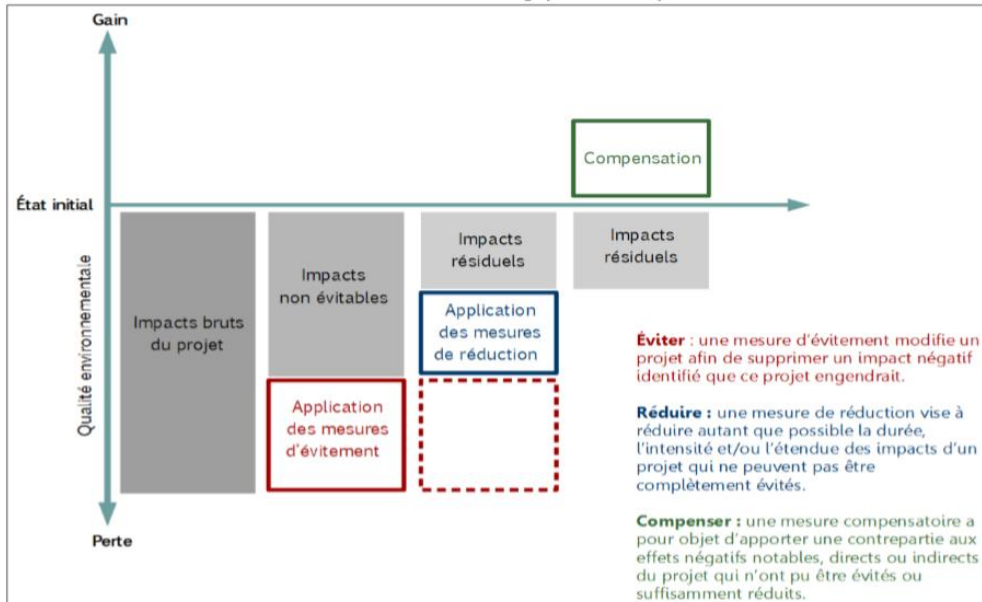 Gain
Compensation
État initial
Impacts bruts
du projet
Impacts
non évitables
Application
des mesures
d'évitement
Impacts
résiduels
Application
des mesures
de réduction
Impacts
résiduels
Qualité environnementale
Perte
Éviter : une mesure d'évitement modifie un
projet afin de supprimer un impact négatif
identifié que ce projet engendrait.
Réduire : une mesure de réduction vise à
réduire autant que possible la durée,
l'intensité et/ou l'étendue des impacts d'un
projet qui ne peuvent pas être
complètement évités.
Compenser : une mesure compensatoire a
pour objet d'apporter une contrepartie aux
effets négatifs notables, directs ou indirects
du projet qui n'ont pu être évités ou
suffisamment réduits.